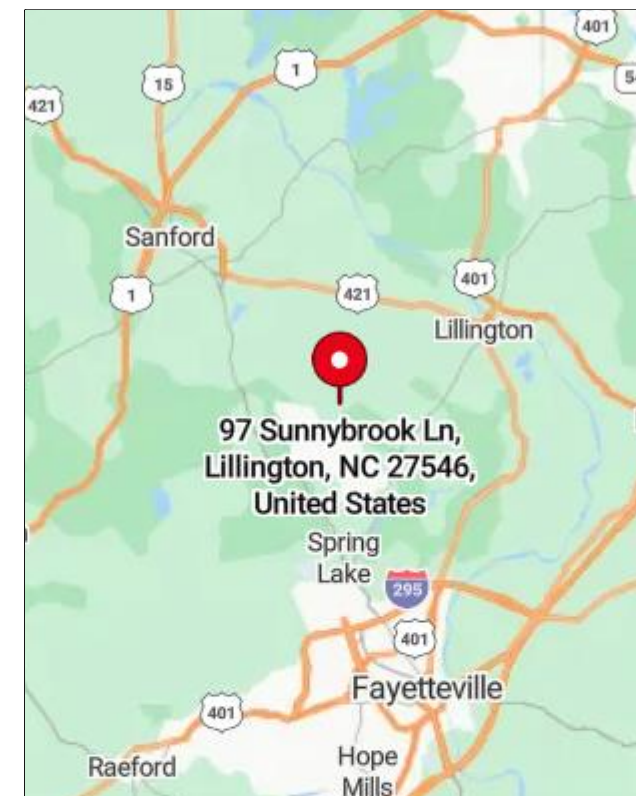 401
1
15
54
421
Sanford
1
421
401
Lillington
97 Sunnybrook Ln,
Lillington, NC 27546,
United States
Spring
Lake
295
401
Fayetteville
401
Raeford
Hope
Mills